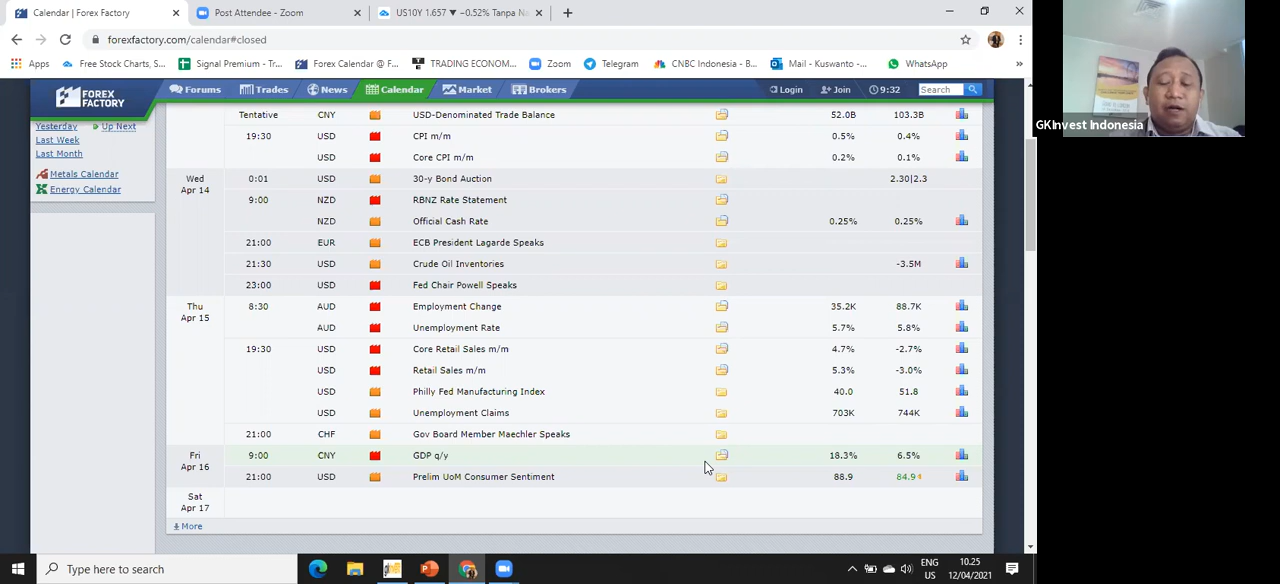 Calendar | Forex Factory
Post Attendee - Zoom
US10Y 1.657 ▼ −0.52% Tanpa Na
forexfactory.com/calendar#closed
Apps
Free Stock Charts, S...
Signal Premium - Tr...
Forex Calendar @ F...
TRADING ECONOM...
Zoom
Telegram
CNBC Indonesia - B...
Mail - Kuswanto -...
WhatsApp
»
FOREX FACTORY
Forums
Trades
News
Calendar
Market
Brokers
Login
Join
9:32
Search
Yesterday
Up Next
Last Week
Last Month
Metals Calendar
Energy Calendar
Tentative CNY USD-Denominated Trade Balance 52.0B 103.3B
19:30 USD CPI m/m 0.5% 0.4%
USD Core CPI m/m 0.2% 0.1%
Wed Apr 14 0:01 USD 30-y Bond Auction 2.30|2.3
9:00 NZD RBNZ Rate Statement
NZD Official Cash Rate 0.25% 0.25%
21:00 EUR ECB President Lagarde Speaks
21:30 USD Crude Oil Inventories -3.5M
23:00 USD Fed Chair Powell Speaks
Thu Apr 15 8:30 AUD Employment Change 35.2K 88.7K
AUD Unemployment Rate 5.7% 5.8%
19:30 USD Core Retail Sales m/m 4.7% -2.7%
USD Retail Sales m/m 5.3% -3.0%
USD Philly Fed Manufacturing Index 40.0 51.8
USD Unemployment Claims 703K 744K
21:00 CHF Gov Board Member Maechler Speaks
Fri Apr 16 9:00 CNY GDP q/y 18.3% 6.5%
21:00 USD Prelim UoM Consumer Sentiment 88.9 84.9
Sat Apr 17
More
GKInvest Indonesia
Type here to search
ENG
US
10.25
12/04/2021